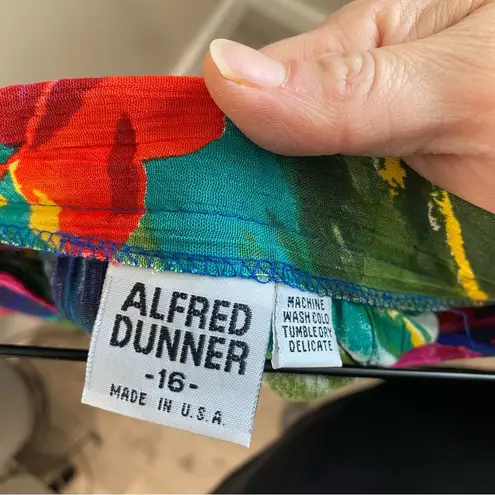 ALFRED
DUNNER
-16-
MADE IN U.S.A.
MACHINE
WASH COLD
TUMBLE DRY
DELICATE